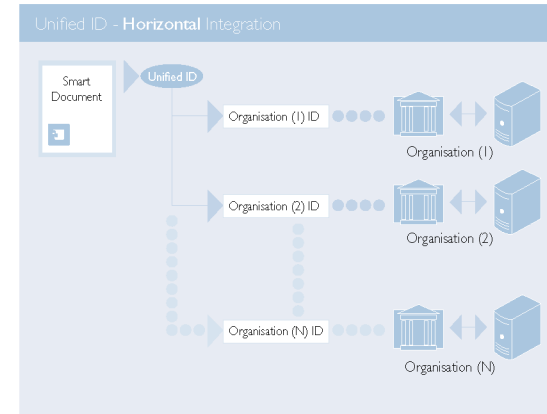 Unified ID - Horizontal Integration
Smart
Document
Unified ID
Organisation (1) ID
Organisation (1)
Organisation (2) ID
Organisation (2)
Organisation (N) ID
Organisation (N)